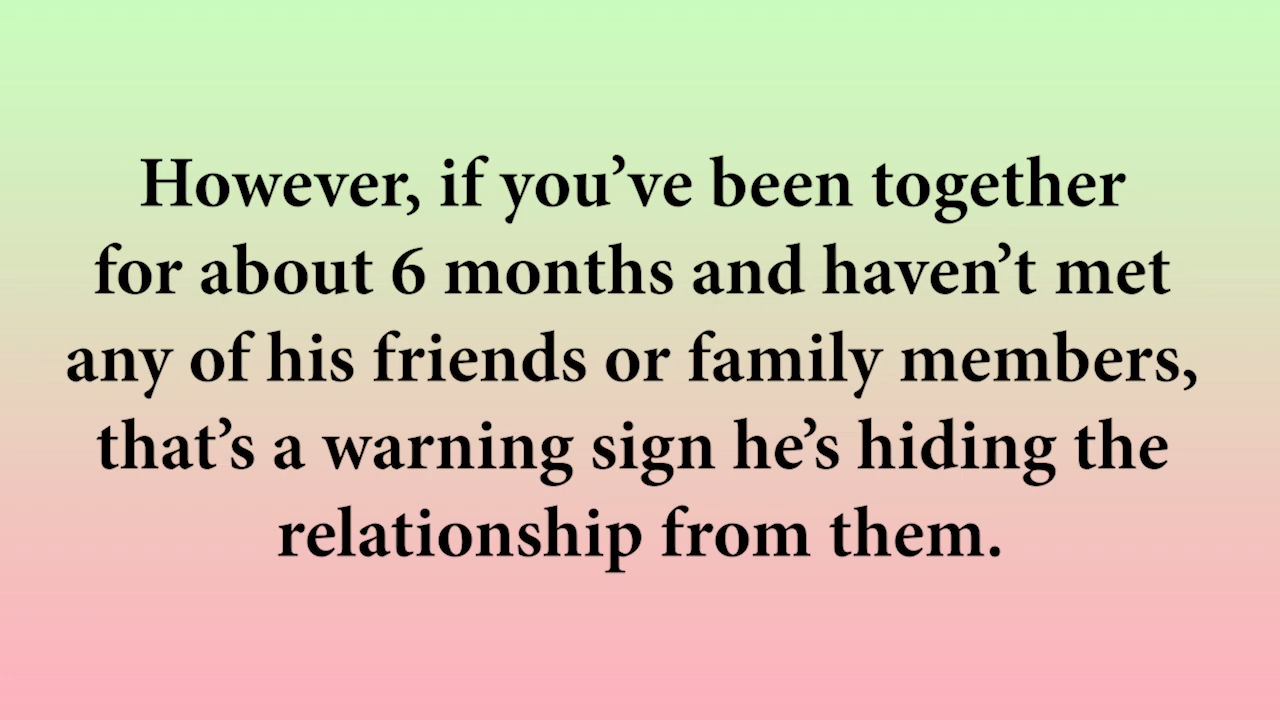 However, if you’ve been together
for about 6 months and haven’t met
any of his friends or family members,
that’s a warning sign he’s hiding the
relationship from them.